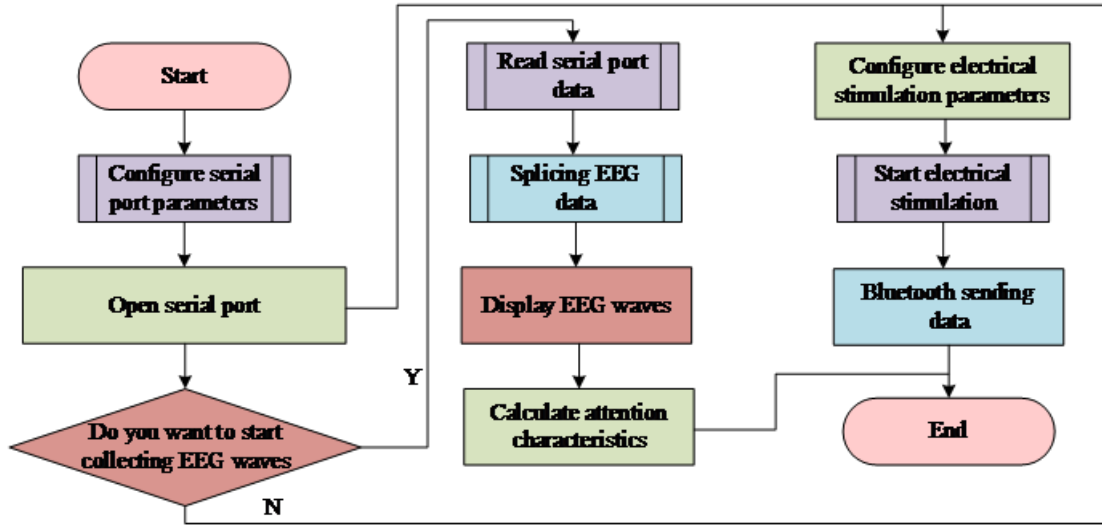 Start
Configure serial
port parameters
Open serial port
Do you want to start
collecting EEG waves
Y
N
Read serial port
data
Splicing EEG
data
Display EEG waves
Calculate attention
characteristics
Configure electrical
stimulation parameters
Start electrical
stimulation
Bluetooth sending
data
End